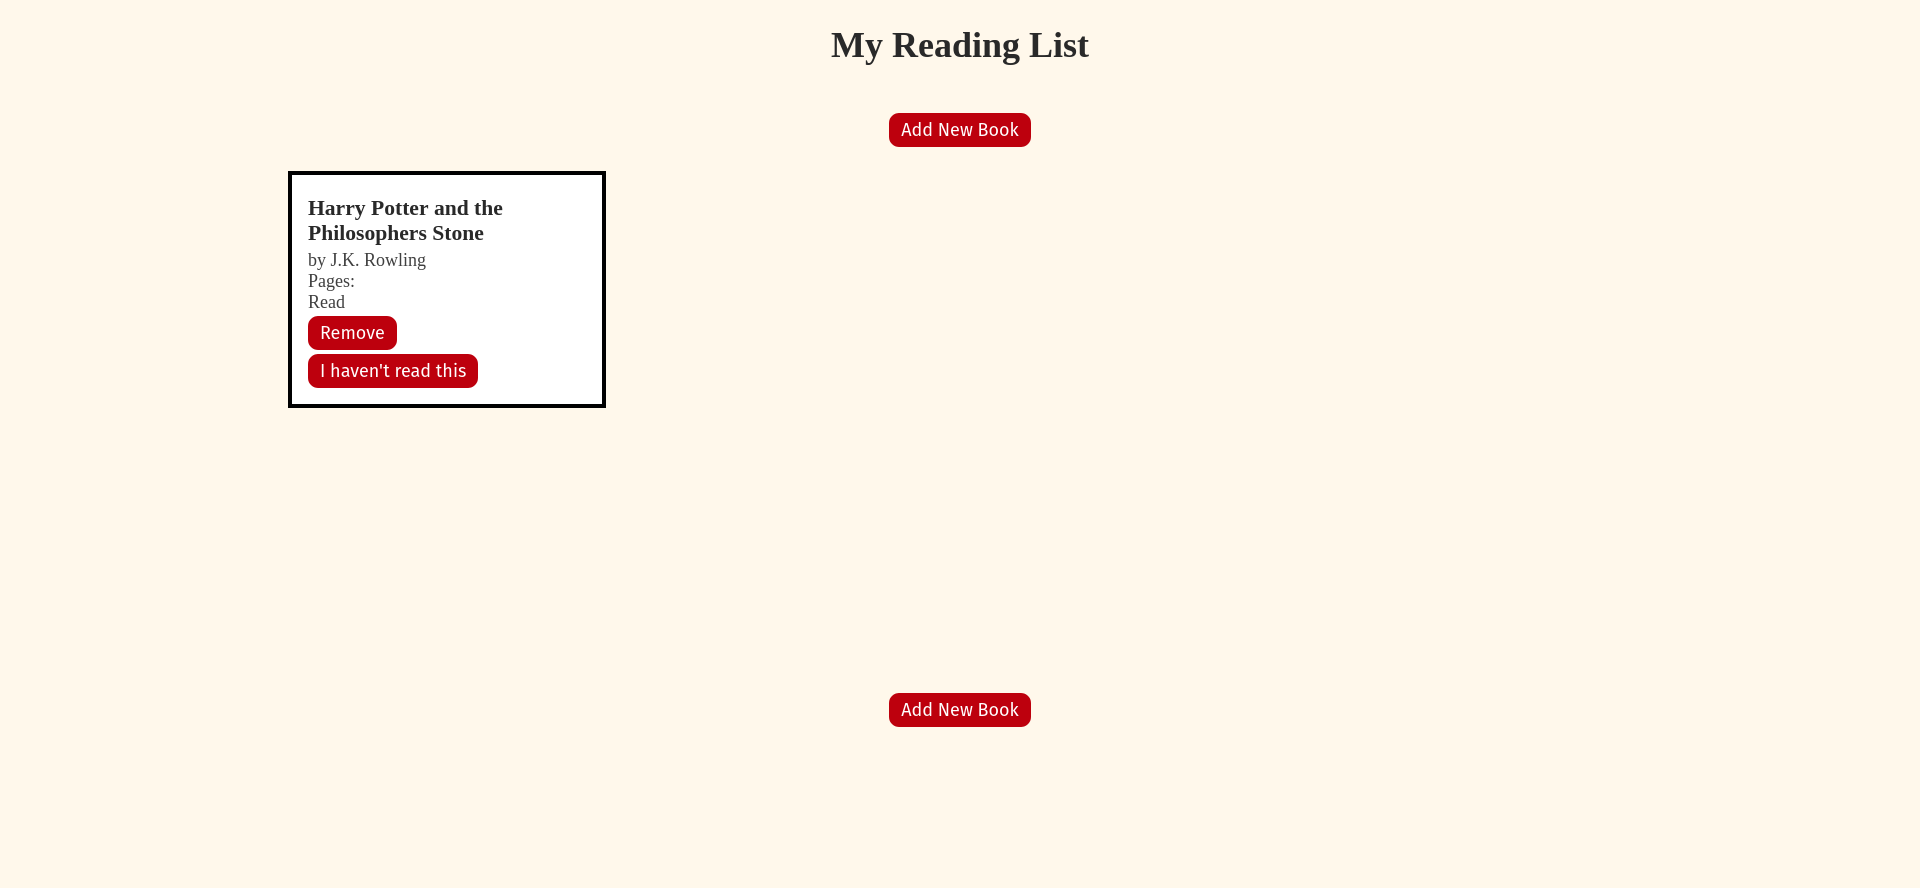 My Reading List
Add New Book
Harry Potter and the
Philosophers Stone
by J.K. Rowling
Pages:
Read
Remove
I haven't read this
Add New Book